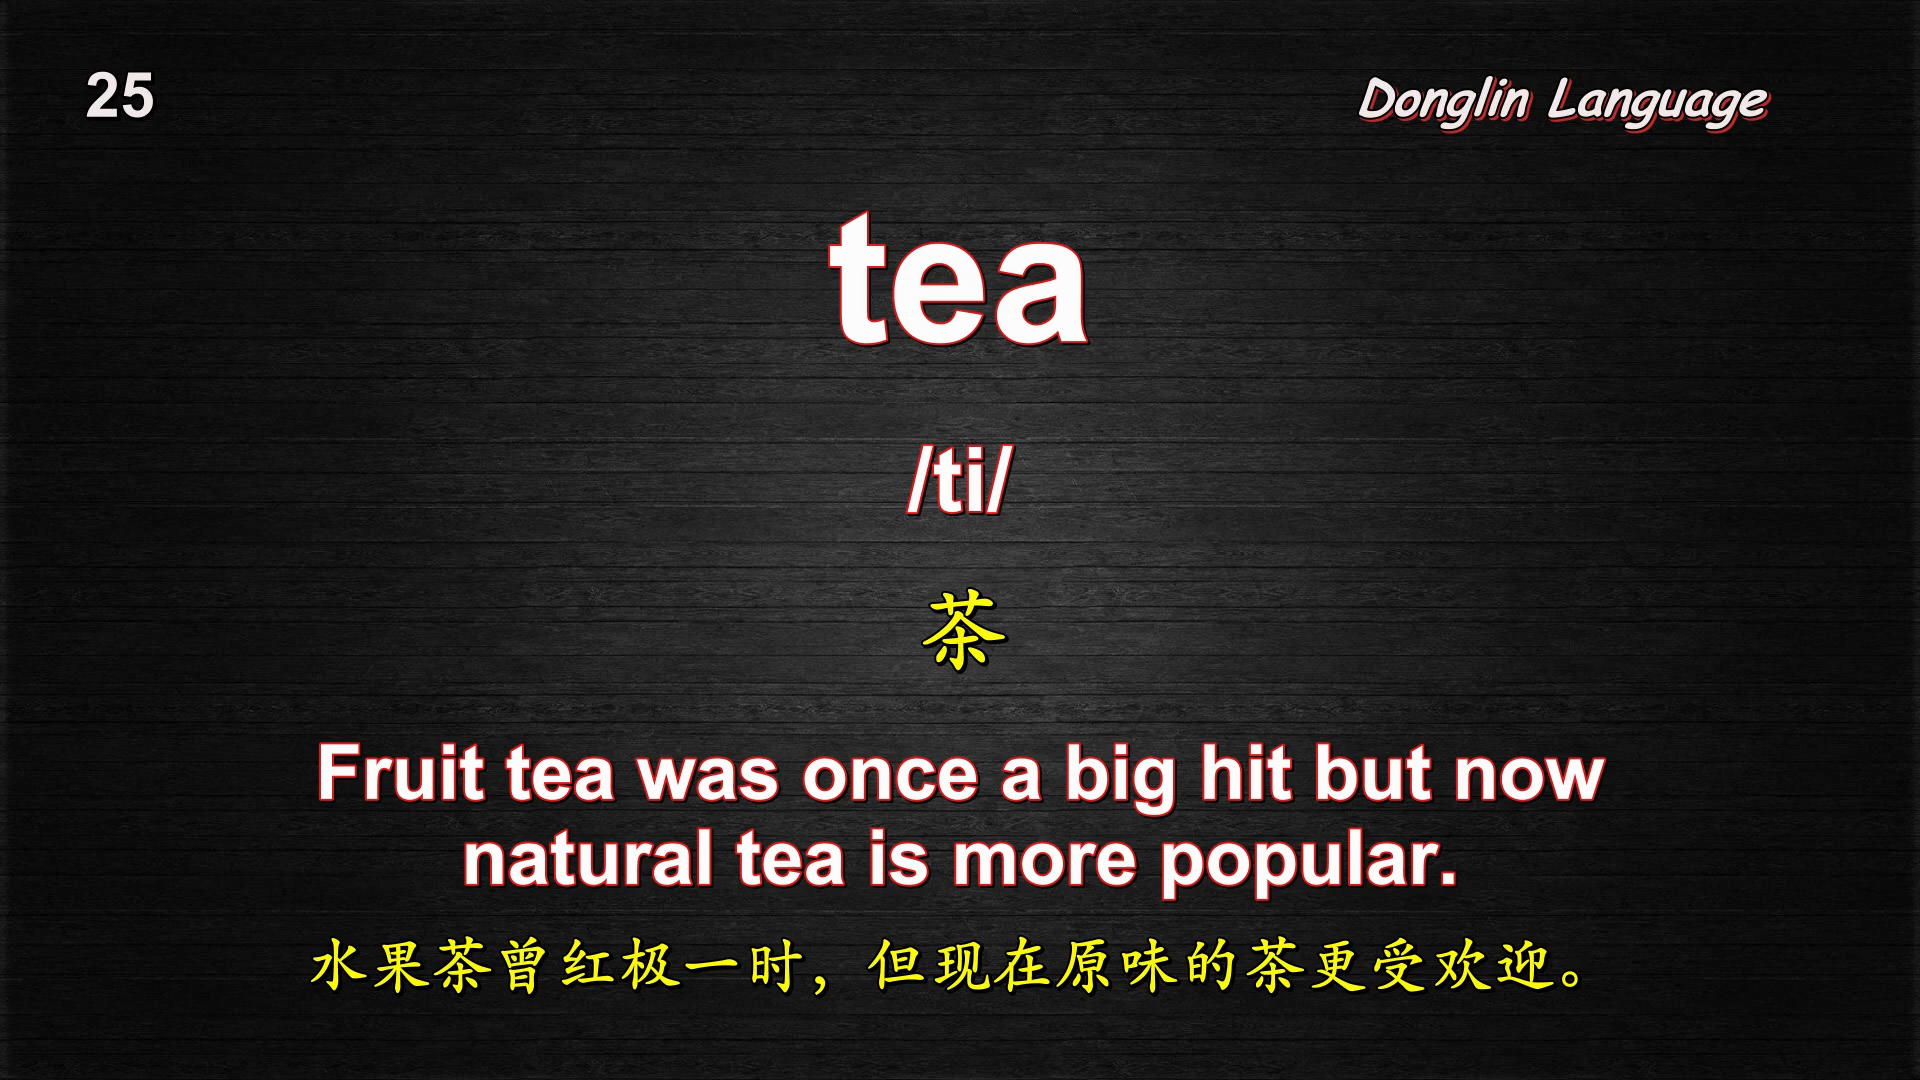 25
Donglin Language
tea
/ti/
茶
Fruit tea was once a big hit but now
natural tea is more popular.
水果茶曾红极一时，但现在原味的茶更受欢迎。